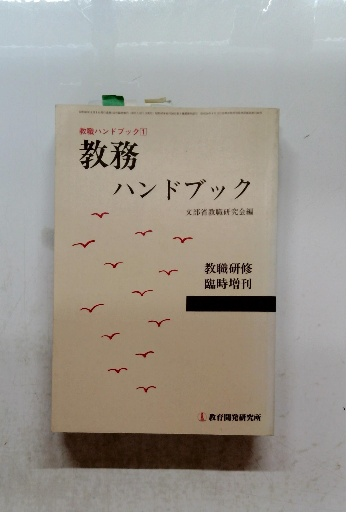 教職ハンドブック1
教務
ハンドブック
文部省教職研究会編
教職研修
臨時増刊
教育開発研究所